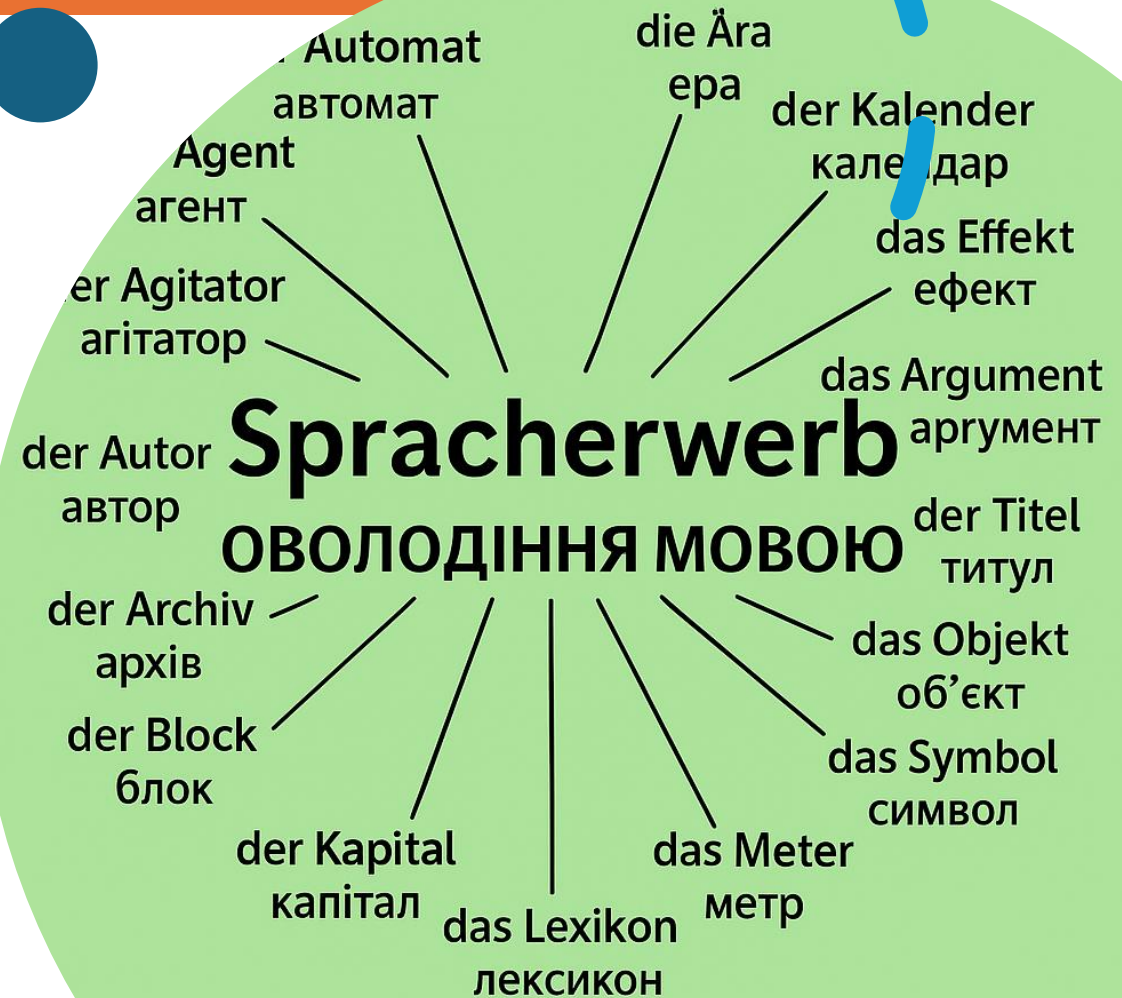 Automat
автомат
die Ära
ера
der Kalender
календар
Agent
агент
das Effekt
ефект
er Agitator
агітатор
das Argument
аргумент
der Autor
автор
Spracherwerb
ОВОЛОДІННЯ МОВОЮ
der Titel
титул
der Archiv
архів
das Objekt
об’єкт
der Block
блок
das Symbol
символ
der Kapital
капітал
das Meter
метр
das Lexikon
лексикон